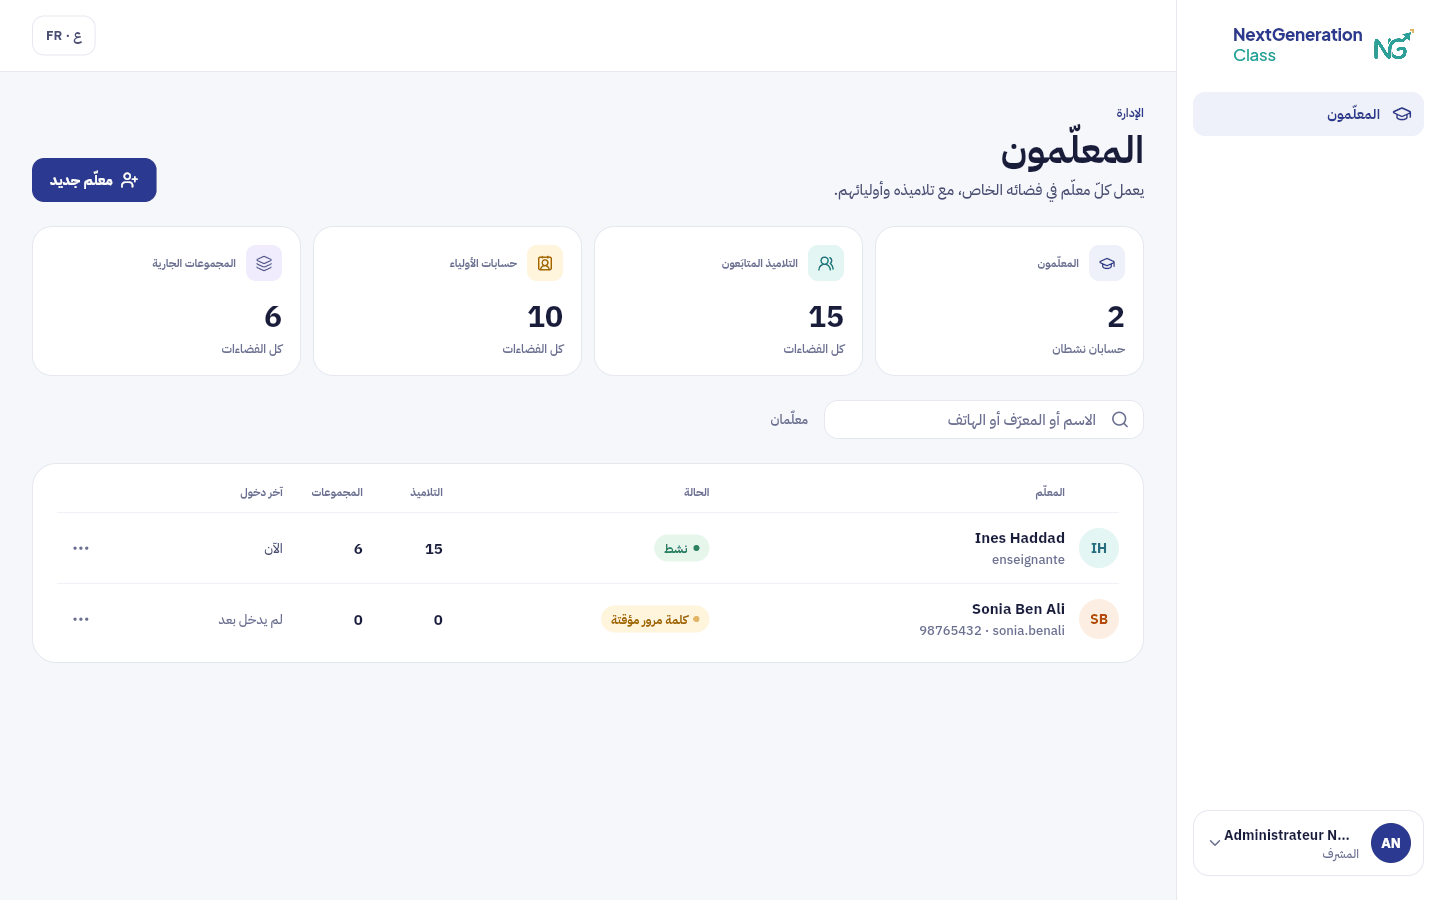 NextGeneration
Class
NG
المعلّمون
ع · FR
الإدارة
المعلّمون
يعمل كلّ معلّم في فضائه الخاص، مع تلاميذه وأوليائهم.
معلّم جديد
المعلّمون
2
حسابان نشطان
التلاميذ المتابَعون
15
كل الفضاءات
حسابات الأولياء
10
كل الفضاءات
المجموعات الجارية
6
كل الفضاءات
الاسم أو المعرّف أو الهاتف
معلّمان
المعلّم الحالة التلاميذ المجموعات آخر دخول
IH Ines Haddad نشط 15 6 الآن
enseignante
SB Sonia Ben Ali كلمة مرور مؤقتة 0 0 لم يدخل بعد
98765432 · sonia.benali
AN Administrateur N...
المشرف